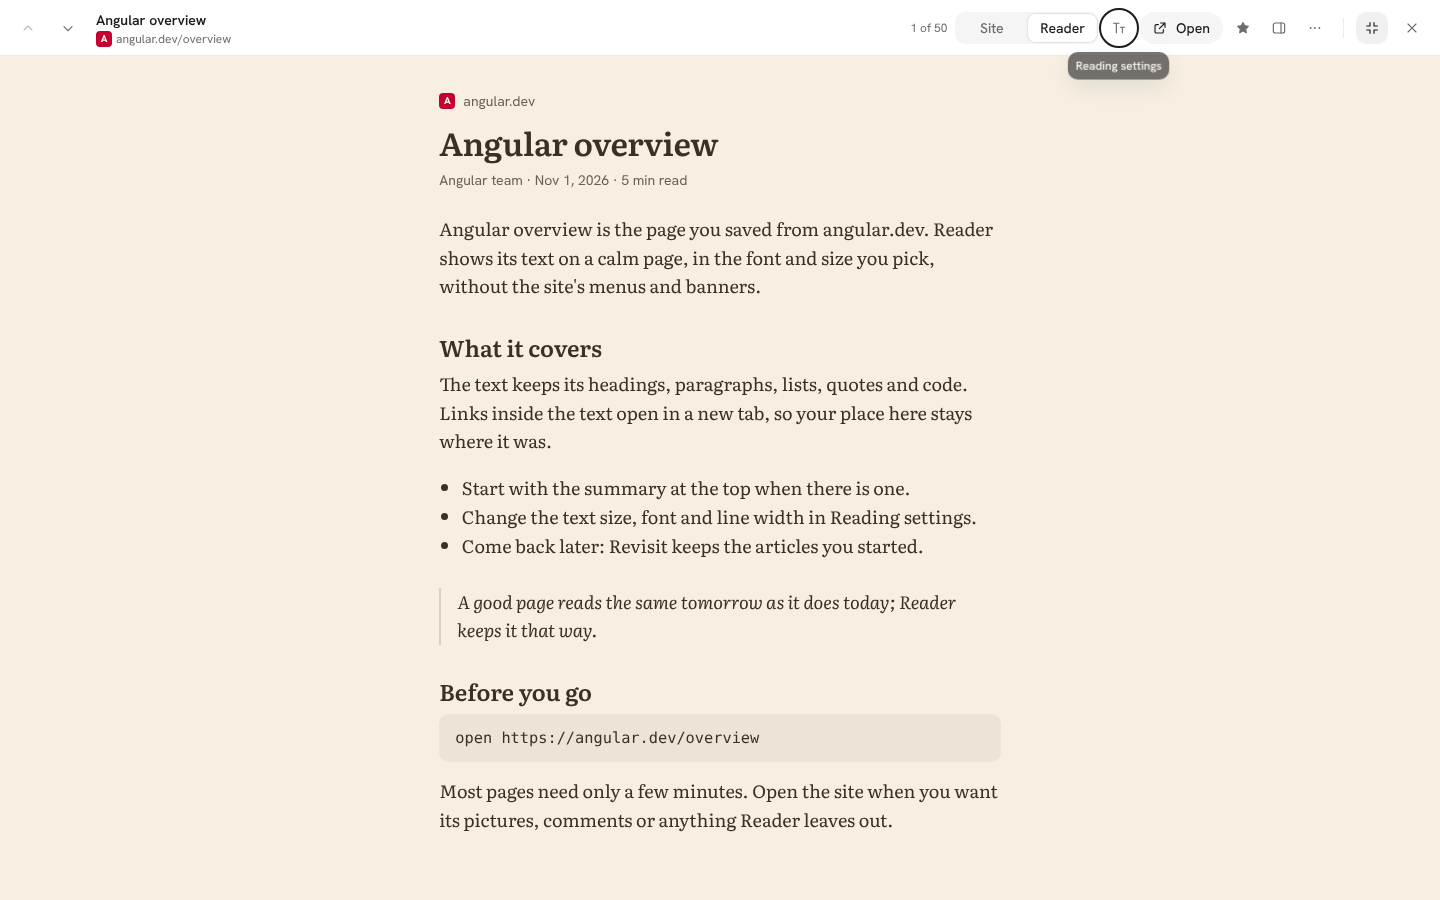 Angular overview
A angular.dev/overview
1 of 50
Site
Reader
Tт
Open
Reading settings
A angular.dev
Angular overview
Angular team · Nov 1, 2026 · 5 min read
Angular overview is the page you saved from angular.dev. Reader
shows its text on a calm page, in the font and size you pick,
without the site's menus and banners.
What it covers
The text keeps its headings, paragraphs, lists, quotes and code.
Links inside the text open in a new tab, so your place here stays
where it was.
• Start with the summary at the top when there is one.
• Change the text size, font and line width in Reading settings.
• Come back later: Revisit keeps the articles you started.
A good page reads the same tomorrow as it does today; Reader
keeps it that way.
Before you go
open https://angular.dev/overview
Most pages need only a few minutes. Open the site when you want
its pictures, comments or anything Reader leaves out.